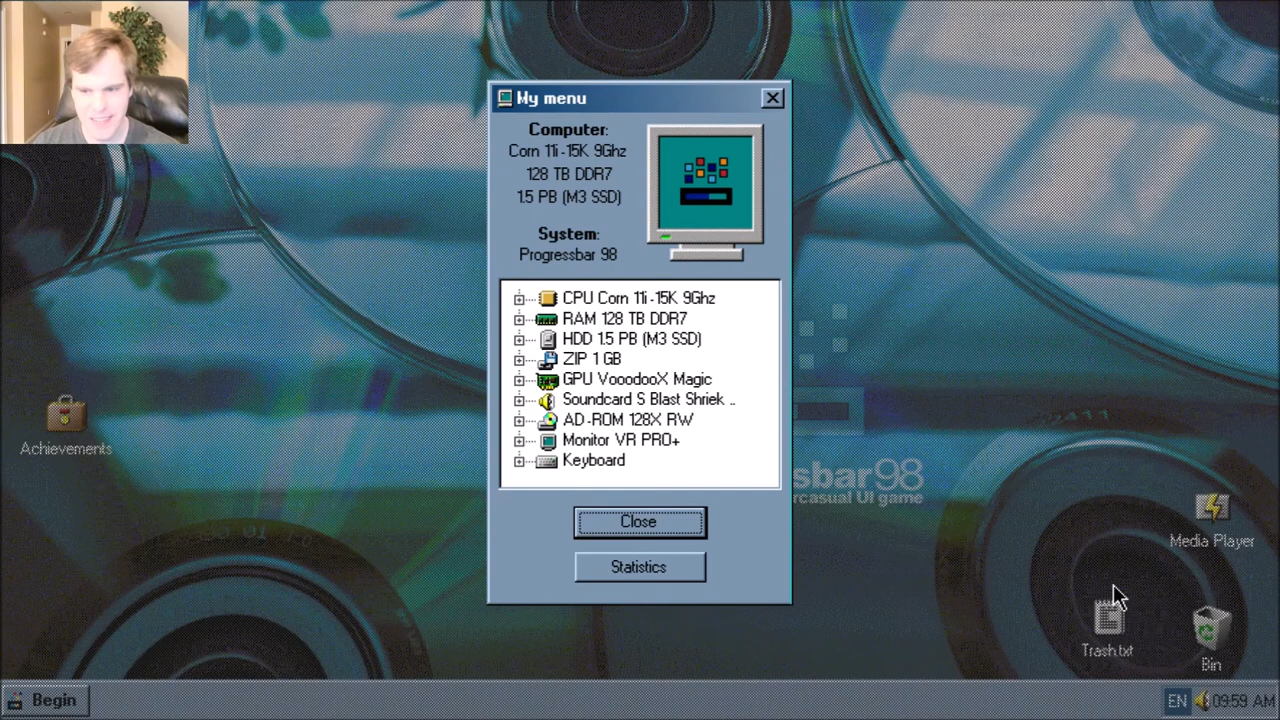 My menu
Computer:
Corn 11i-15K 9Ghz
128 TB DDR7
1.5 PB (M3 SSD)
System:
Progressbar 98
CPU Corn 11i-15K 9Ghz
RAM 128 TB DDR7
HDD 1.5 PB (M3 SSD)
ZIP 1 GB
GPU VooodooX Magic
Soundcard S Blast Shriek ..
AD-ROM 128X RW
Monitor VR PRO+
Keyboard
Close
Statistics
Achievements
sbar98
rcasual UI game
Media Player
Trash.txt
Bin
Begin
EN 09:59 AM